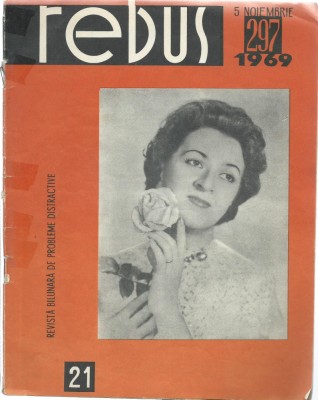 rebus
5 NOIEMBRIE
297
1969
REVISTA BILUNARĂ DE PROBLEME DISTRACTIVE
21